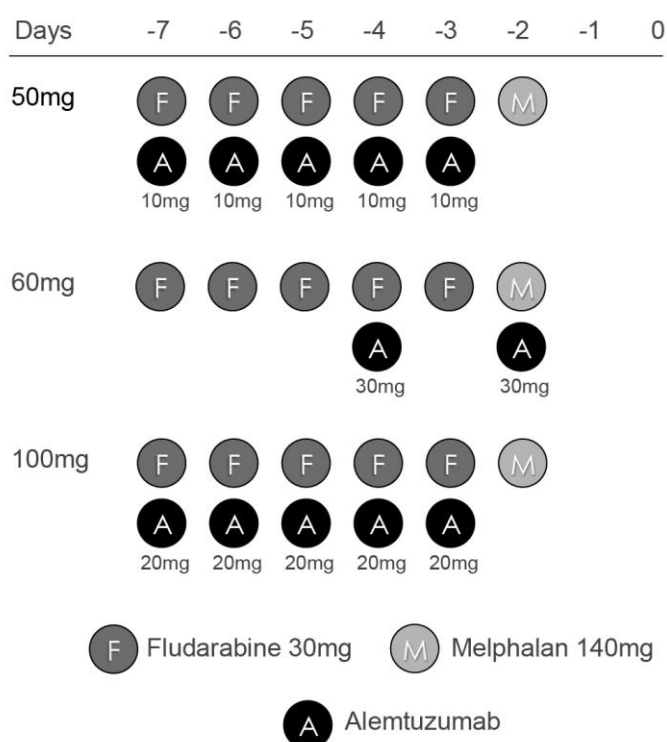 Days -7 -6 -5 -4 -3 -2 -1 0
50mg F F F F F M
A A A A A
10mg 10mg 10mg 10mg 10mg
60mg F F F F F M
A A
30mg 30mg
100mg F F F F F M
A A A A A
20mg 20mg 20mg 20mg 20mg
F Fludarabine 30mg M Melphalan 140mg
A Alemtuzumab